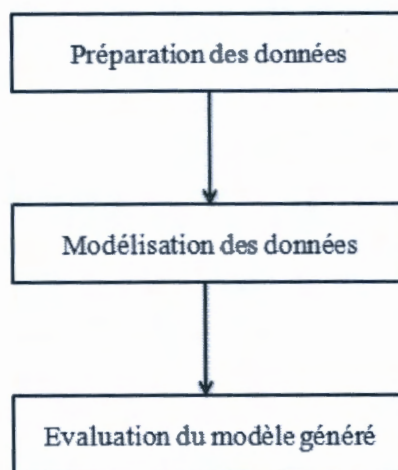 Préparation des données
Modélisation des données
Evaluation du modèle généré